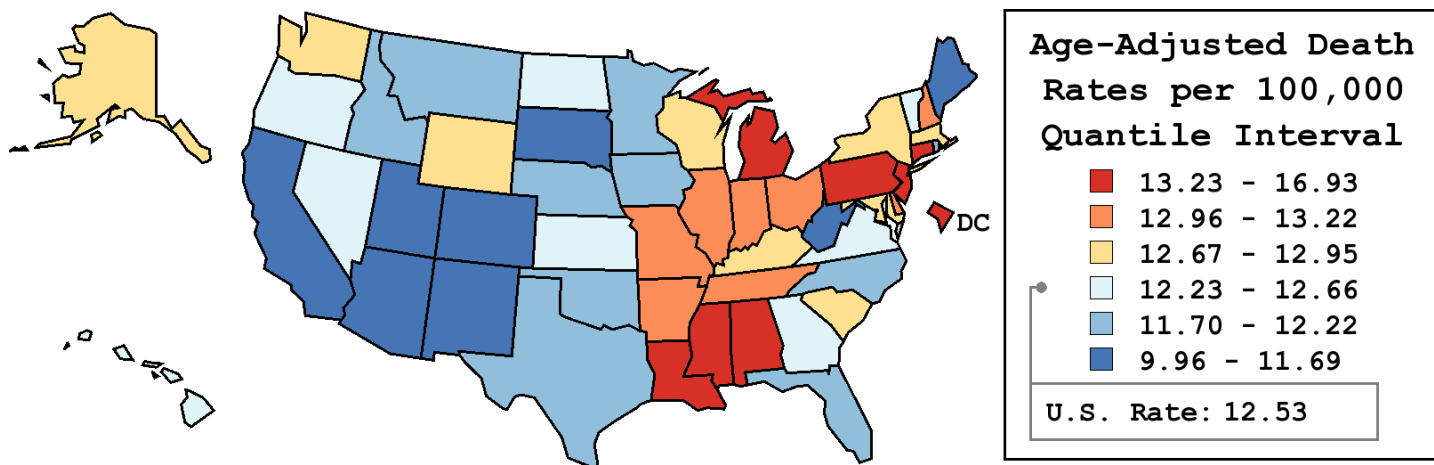 Age-Adjusted Death
Rates per 100,000
Quantile Interval
13.23 - 16.93
12.96 - 13.22
12.67 - 12.95
12.23 - 12.66
11.70 - 12.22
9.96 - 11.69
U.S. Rate: 12.53
DC